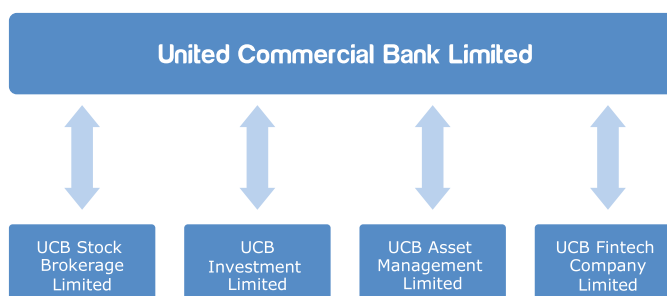 United Commercial Bank Limited
UCB Stock
Brokerage
Limited
UCB
Investment
Limited
UCB Asset
Management
Limited
UCB Fintech
Company
Limited